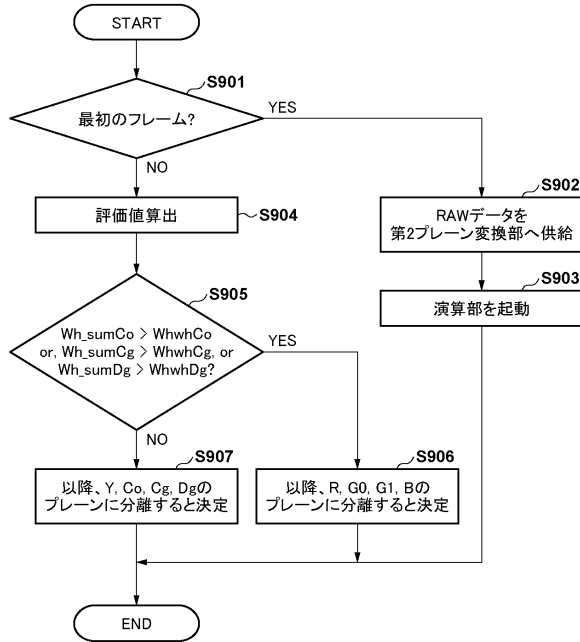 START
S901
最初のフレーム?
YES
NO
S902
RAWデータを
第2プレーン変換部へ供給
評価値算出
S904
S903
演算部を起動
S905
Wh_sumCo > WhwhCo
or, Wh_sumCg > WhwhCg, or
Wh_sumDg > WhwhDg?
YES
NO
S907
以降、Y, Co, Cg, Dgの
プレーンに分離すると決定
S906
以降、R, G0, G1, Bの
プレーンに分離すると決定
END